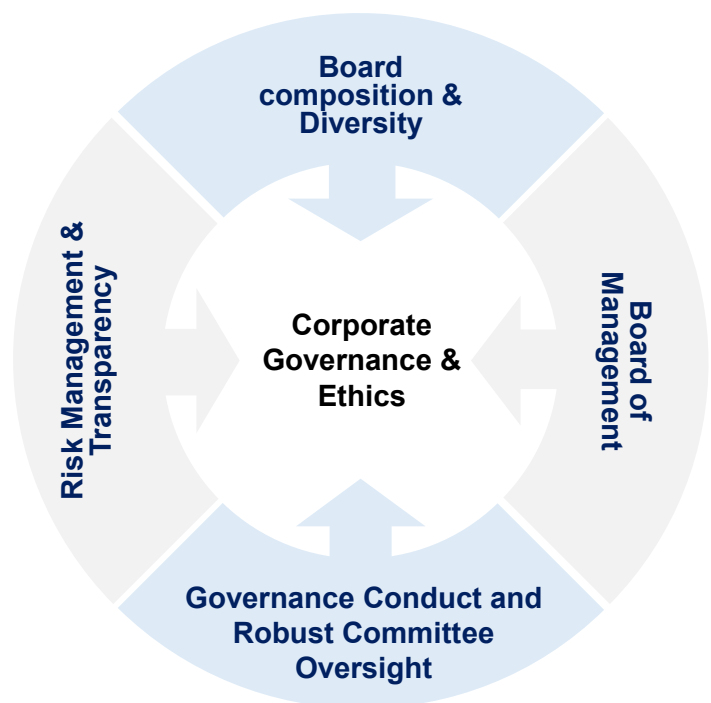 Board
composition &
Diversity
Risk Management &
Transparency
Corporate
Governance &
Ethics
Board of
Management
Governance Conduct and
Robust Committee
Oversight